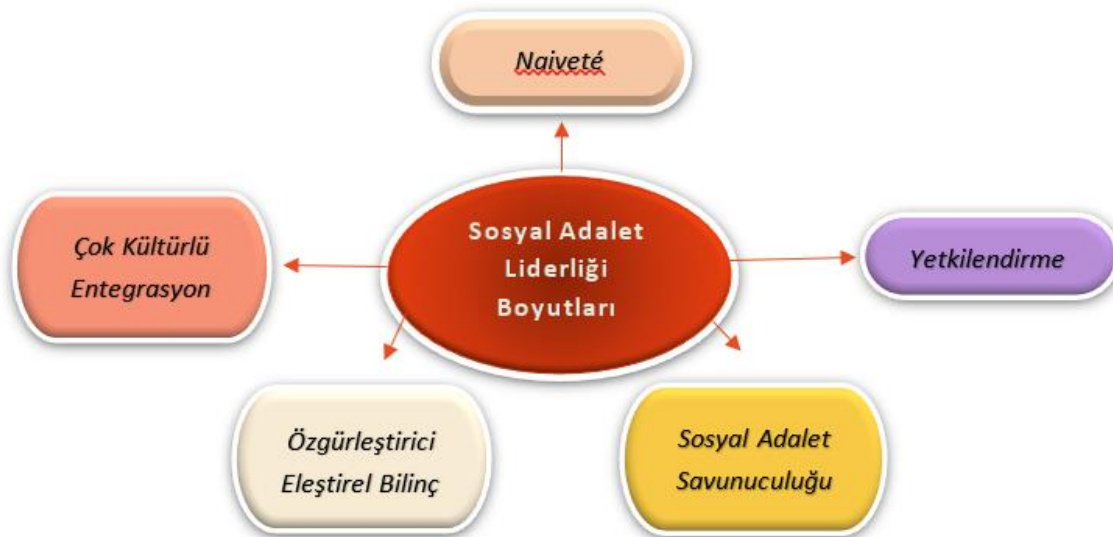 Naiveté
Sosyal Adalet
Liderliği
Boyutları
Çok Kültürlü
Entegrasyon
Yetkilendirme
Özgürleştirici
Eleştirel Bilinç
Sosyal Adalet
Savunuculuğu